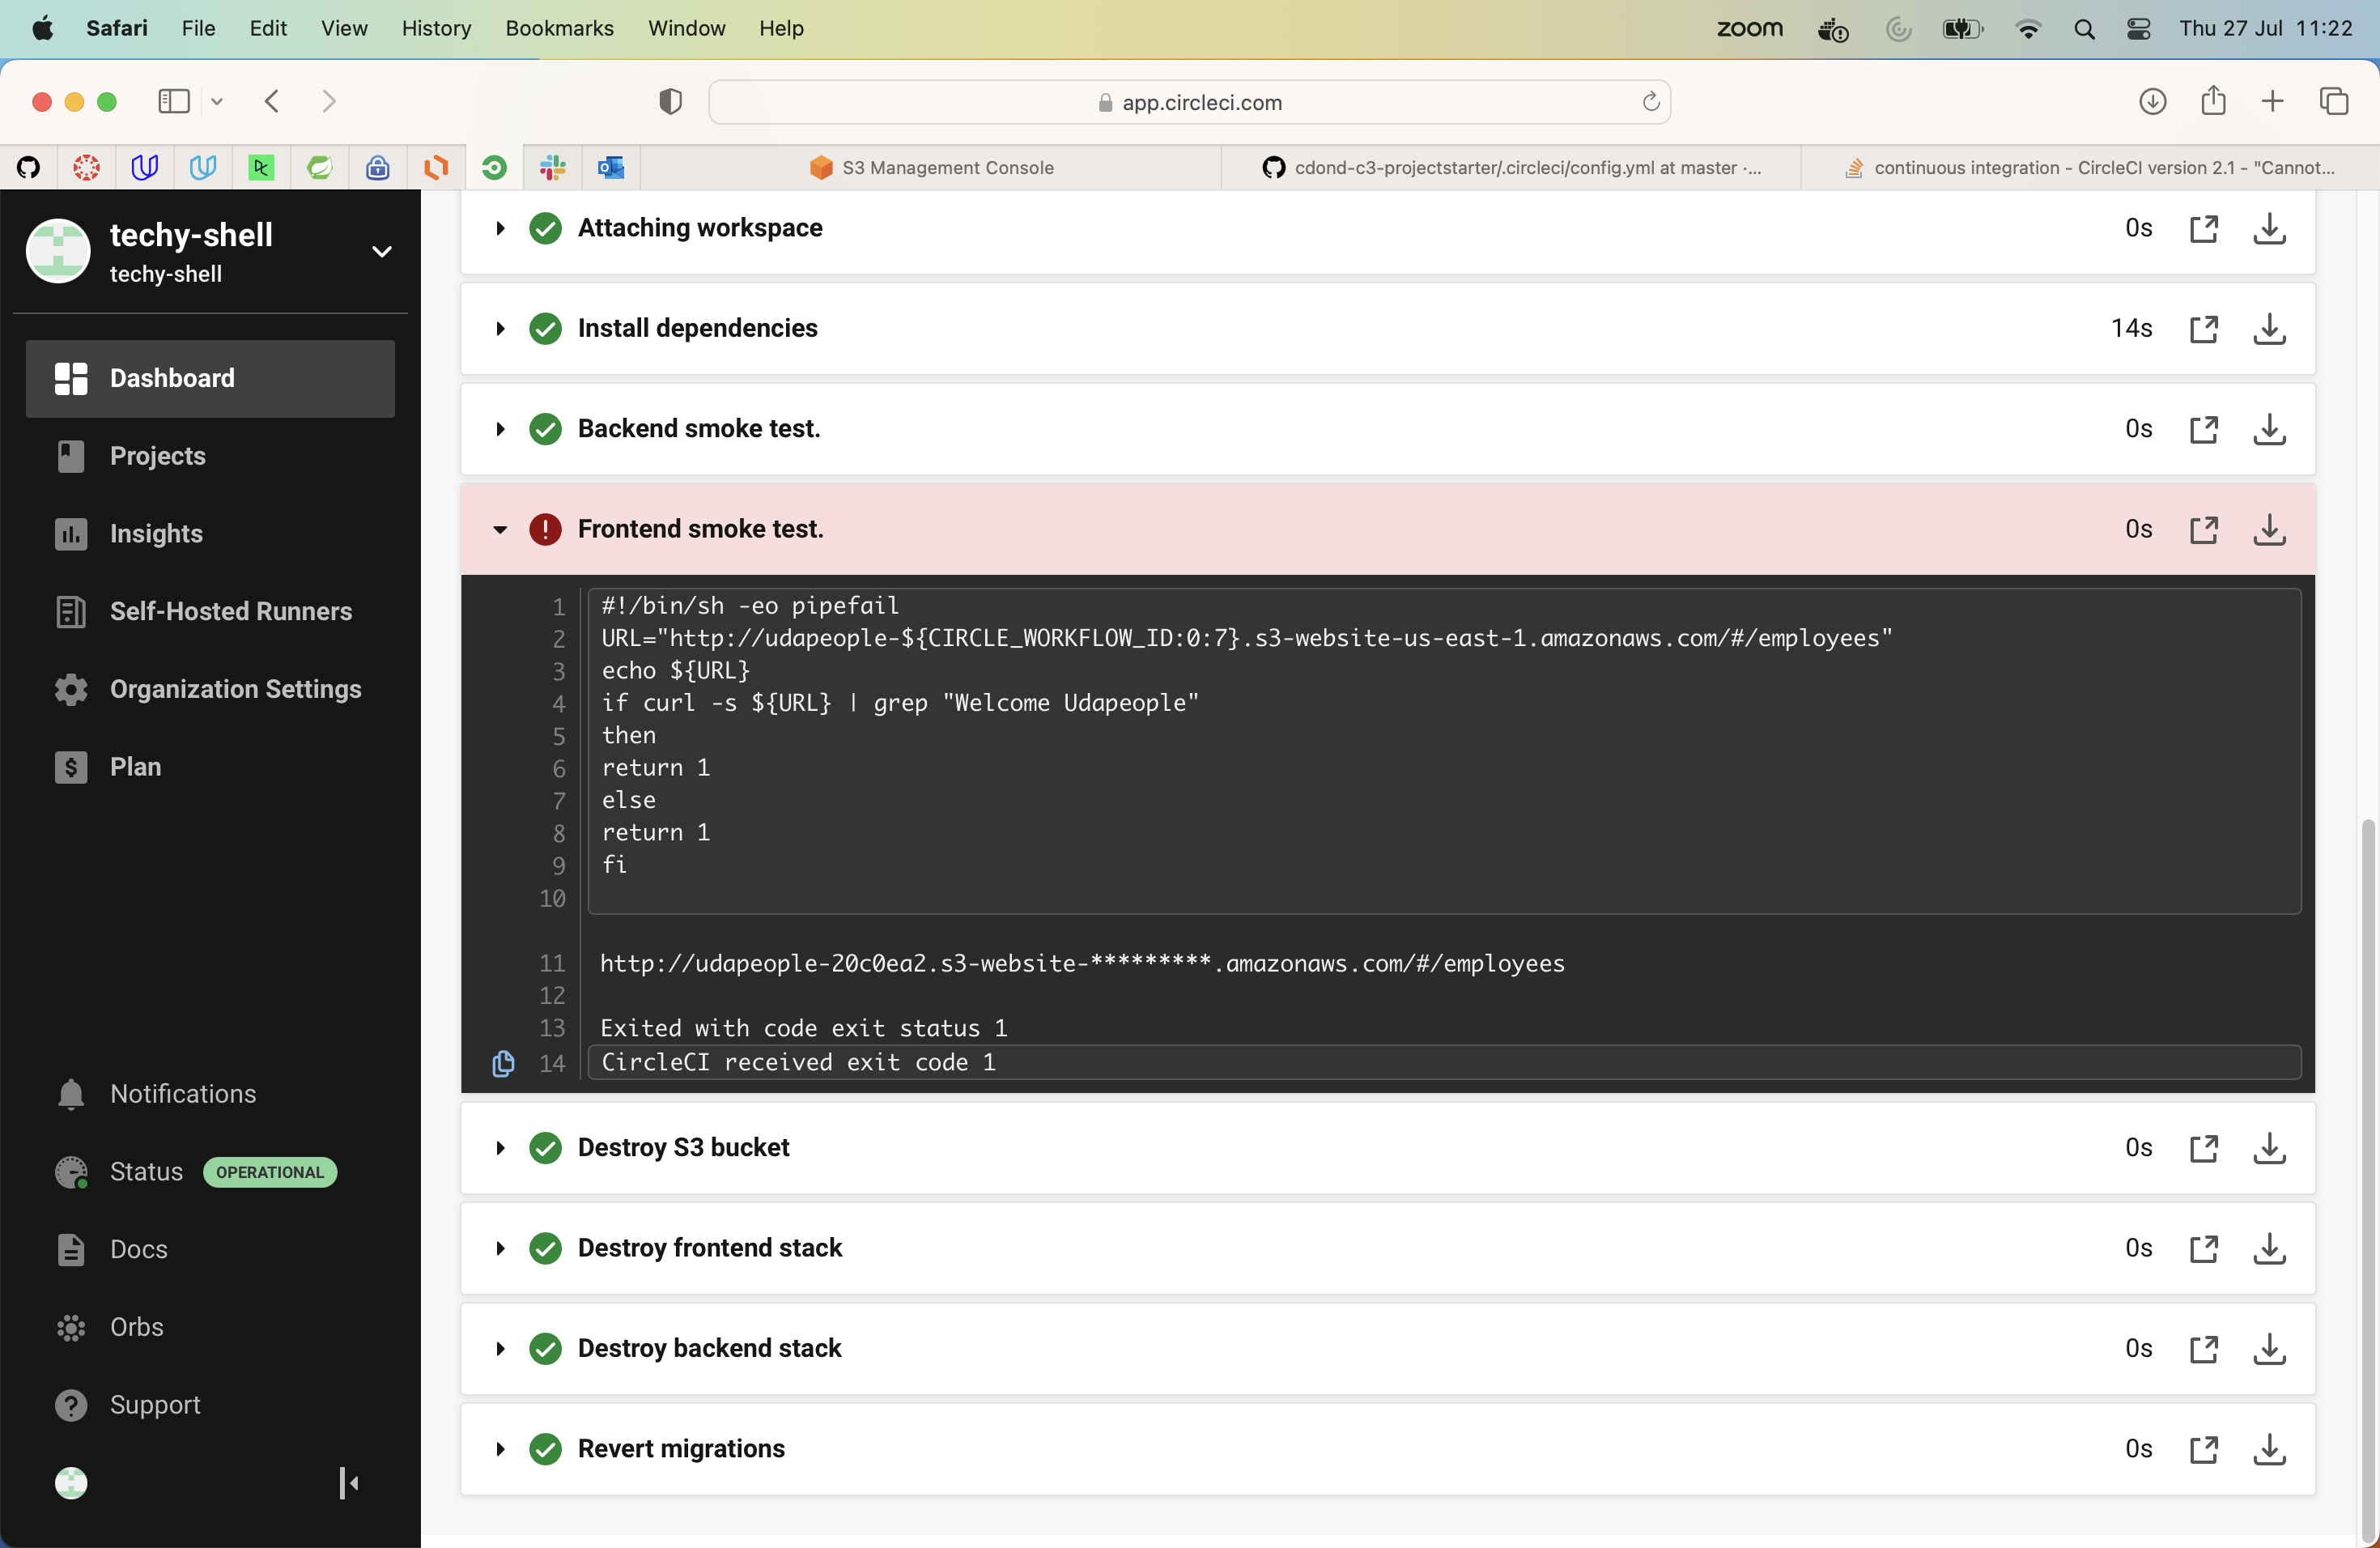 Safari File Edit View History Bookmarks Window Help zoom Thu 27 Jul 11:22
app.circleci.com
S3 Management Console cdond-c3-projectstarter/.circleci/config.yml at master ·... continuous integration - CircleCI version 2.1 - "Cannot...
techy-shell
techy-shell
Dashboard
Projects
Insights
Self-Hosted Runners
Organization Settings
Plan
Notifications
Status OPERATIONAL
Docs
Orbs
Support
Attaching workspace 0s
Install dependencies 14s
Backend smoke test. 0s
Frontend smoke test. 0s
1 #!/bin/sh -eo pipefail
2 URL="http://udapeople-${CIRCLE_WORKFLOW_ID:0:7}.s3-website-us-east-1.amazonaws.com/#/employees"
3 echo ${URL}
4 if curl -s ${URL} | grep "Welcome Udapeople"
5 then
6 return 1
7 else
8 return 1
9 fi
10
11 http://udapeople-20c0ea2.s3-website-*********.amazonaws.com/#/employees
12
13 Exited with code exit status 1
14 CircleCI received exit code 1
Destroy S3 bucket 0s
Destroy frontend stack 0s
Destroy backend stack 0s
Revert migrations 0s